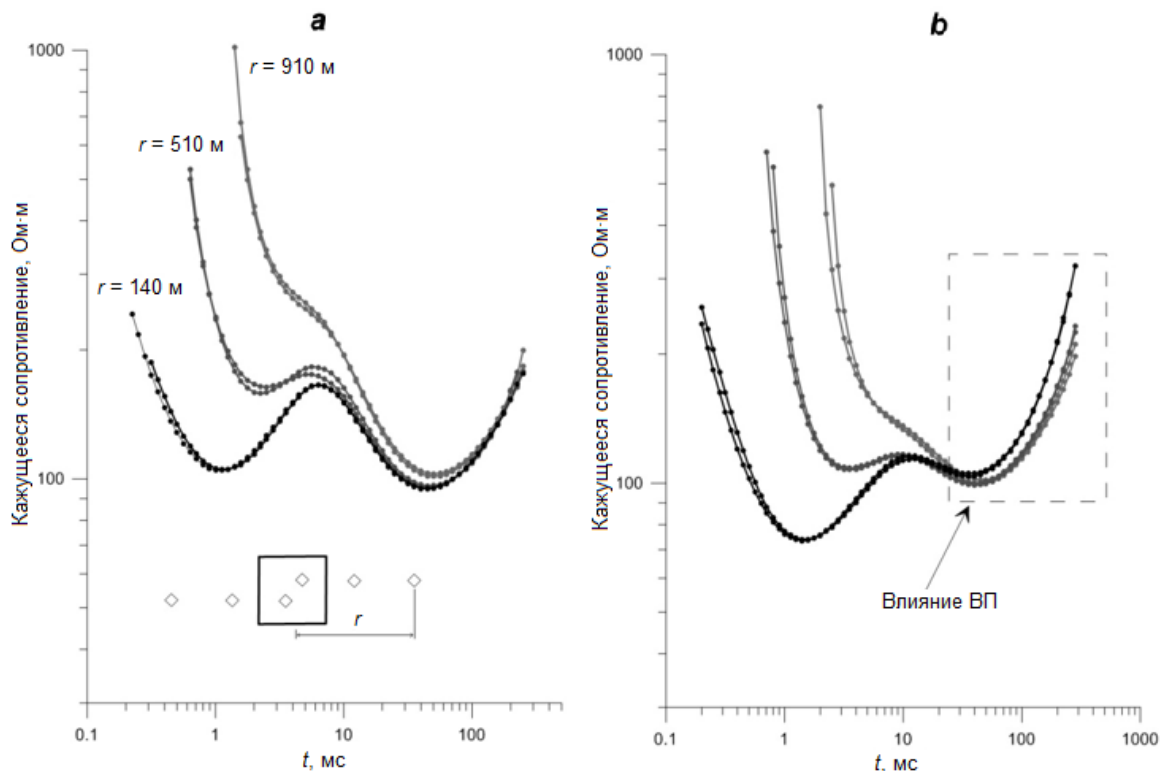 a
b
1000
1000
r = 910 м
r = 510 м
r = 140 м
Кажущееся сопротивление, Ом·м
Кажущееся сопротивление, Ом·м
100
100
r
Влияние ВП
0.1
1
10
100
0.1
1
10
100
1000
t, мс
t, мс